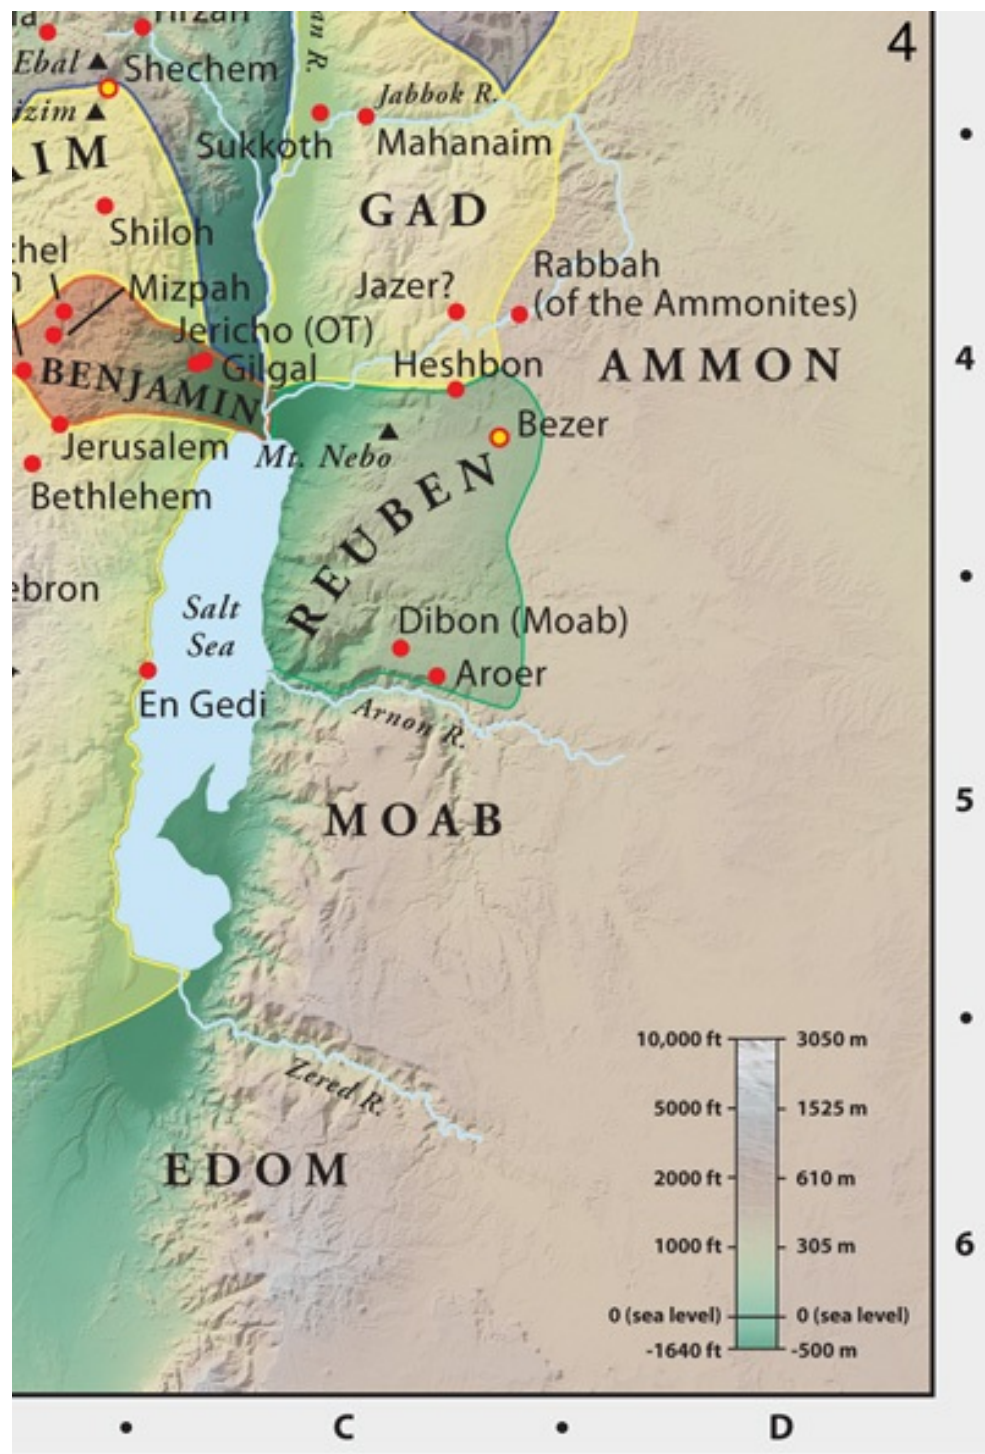 4
Jabbok R.
Shechem
Sukkoth
Mahanaim
GAD
Shiloh
Mizpah
Jazer?
Rabbah
(of the Ammonites)
Jericho (OT)
Gilgal
Heshbon
AMMON
4
BENJAMIN
Bezer
Jerusalem
Mt. Nebo
Bethlehem
REUBEN
Salt
Sea
Dibon (Moab)
Aroer
En Gedi
Arnon R.
MOAB
5
Zered R.
EDOM
10,000 ft
3050 m
5000 ft
1525 m
2000 ft
610 m
1000 ft
305 m
6
0 (sea level)
0 (sea level)
-1640 ft
-500 m
C
D